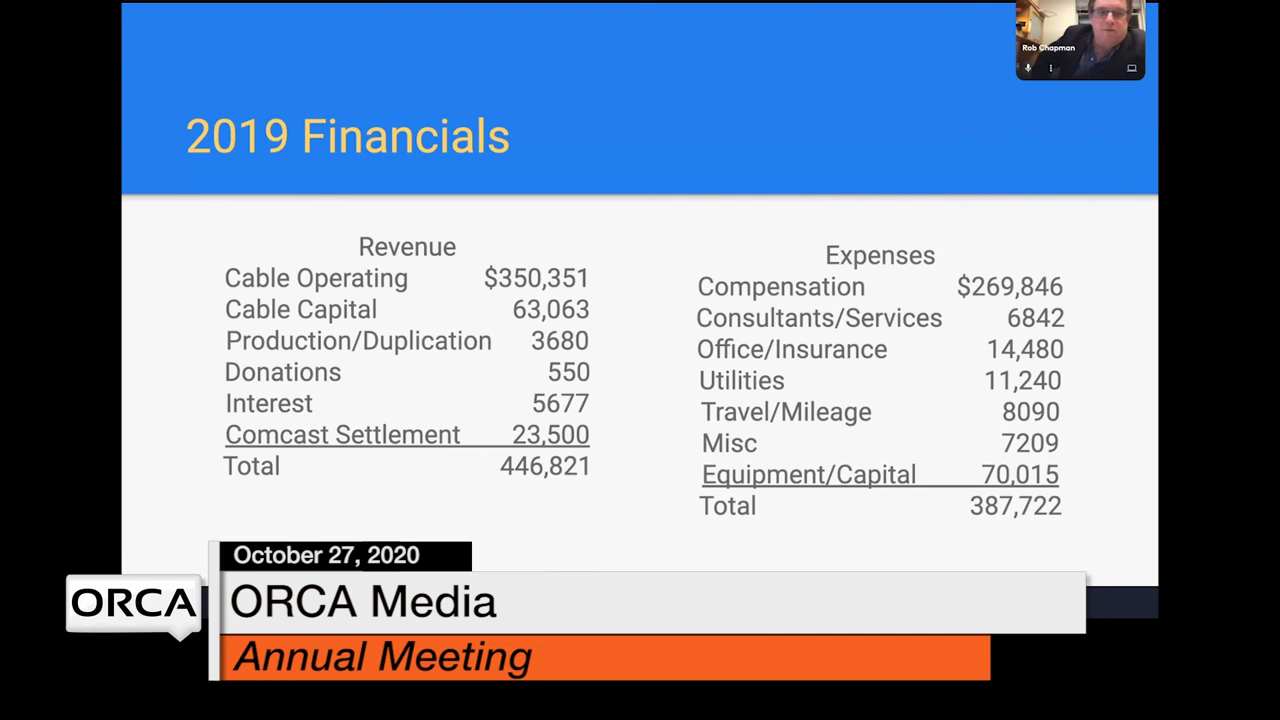 Rob Chapman
2019 Financials
Revenue
Cable Operating $350,351
Cable Capital 63,063
Production/Duplication 3680
Donations 550
Interest 5677
Comcast Settlement 23,500
Total 446,821
Expenses
Compensation $269,846
Consultants/Services 6842
Office/Insurance 14,480
Utilities 11,240
Travel/Mileage 8090
Misc 7209
Equipment/Capital 70,015
Total 387,722
October 27, 2020
ORCA
ORCA Media
Annual Meeting